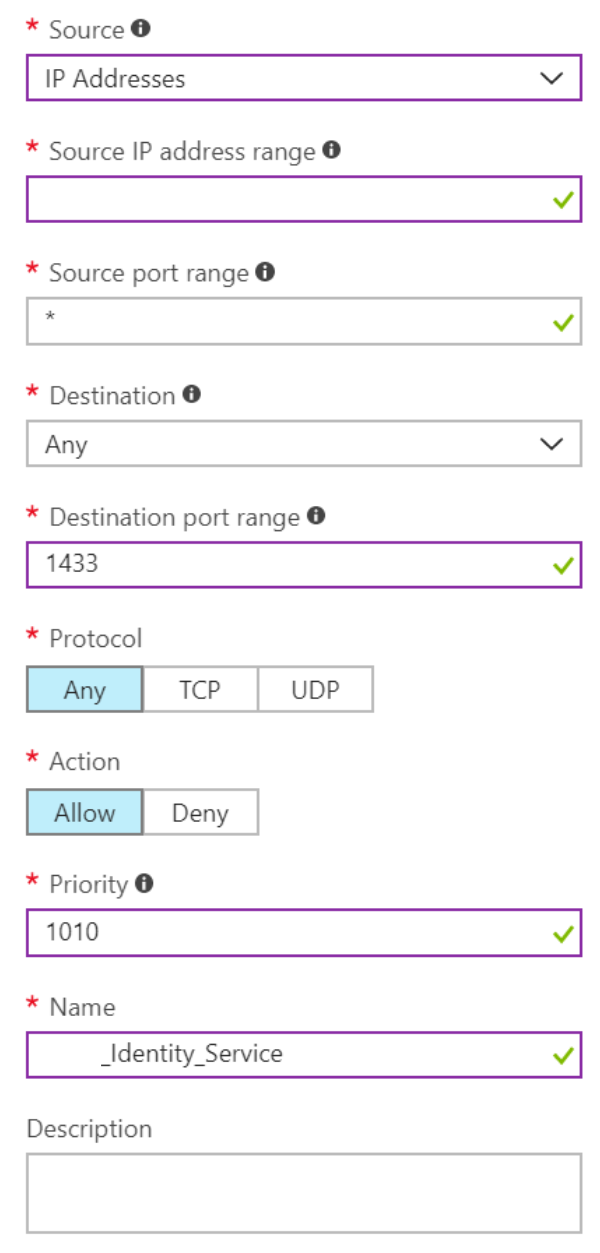 * Source
IP Addresses
* Source IP address range
* Source port range
*
* Destination
Any
* Destination port range
1433
* Protocol
Any TCP UDP
* Action
Allow Deny
* Priority
1010
* Name
_Identity_Service
Description